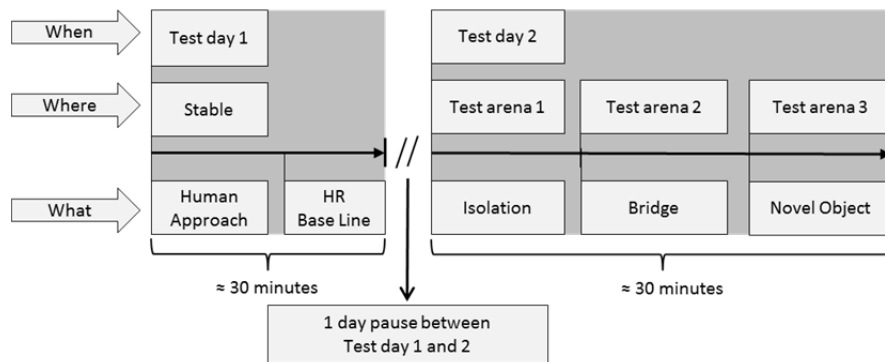 When
Test day 1
Test day 2
Where
Stable
Test arena 1
Test arena 2
Test arena 3
//
What
Human
Approach
HR
Base Line
Isolation
Bridge
Novel Object
≈ 30 minutes
≈ 30 minutes
1 day pause between
Test day 1 and 2